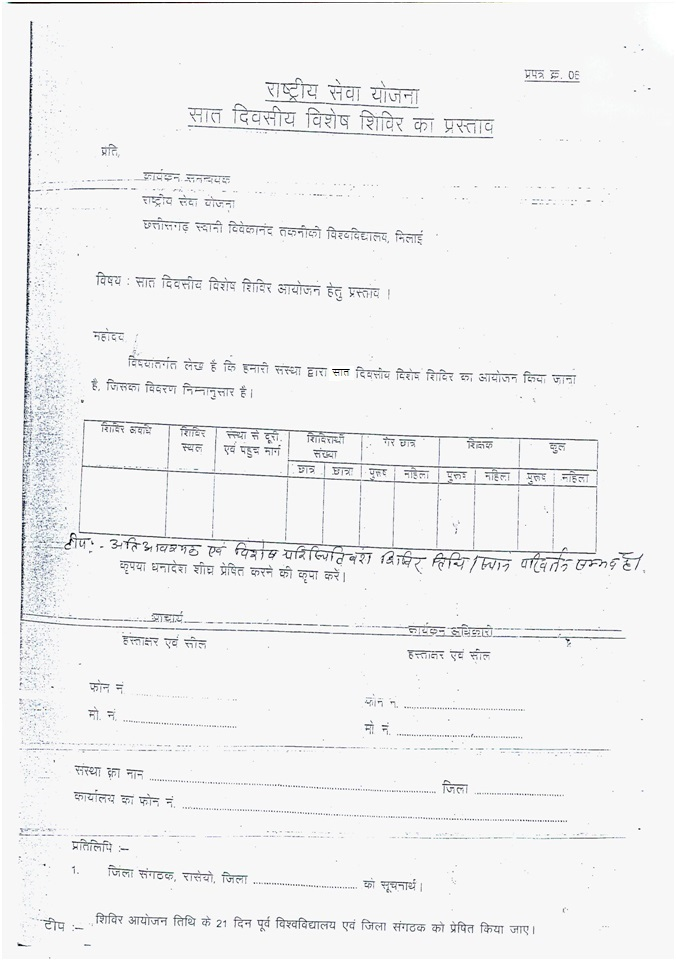 प्रपत्र क्र. 06
राष्ट्रीय सेवा योजना
सात दिवसीय विशेष शिविर का प्रस्ताव
प्रति,
कार्यक्रम समन्वयक
राष्ट्रीय सेवा योजना
छत्तीसगढ़ स्वामी विवेकानंद तकनीकी विश्वविद्यालय, भिलाई
विषय : सात दिवसीय विशेष शिविर आयोजन हेतु प्रस्ताव ।
महोदय
विषयांतर्गत लेख है कि हमारी संस्था द्वारा सात दिवसीय विशेष शिविर का आयोजन किया जाना
है, जिसका विवरण निम्नानुसार है।
शिविर अवधि शिविर स्थल संस्था से दूरी, एवं पहुंच मार्ग शिविरार्थी संख्या गैर छात्र शिक्षक कुल
छात्र छात्रा पुरूष महिला पुरूष महिला पुरूष महिला
टीप:- अति आवश्यक एवं विशेष परिस्थितिवश शिविर तिथि/स्थान परिवर्तन सम्भव है।
कृपया धनादेश शीघ्र प्रेषित करने की कृपा करें।
प्राचार्य कार्यक्रम अधिकारी
हस्ताक्षर एवं सील हस्ताक्षर एवं सील
फोन नं फोन नं.
मो. नं. मो नं.
संस्था का नाम जिला
कार्यालय का फोन नं.
प्रतिलिपि :-
1. जिला संगठक, रासेयो, जिला को सूचनार्थ।
टीप :- शिविर आयोजन तिथि के 21 दिन पूर्व विश्वविद्यालय एवं जिला संगठक को प्रेषित किया जाए।